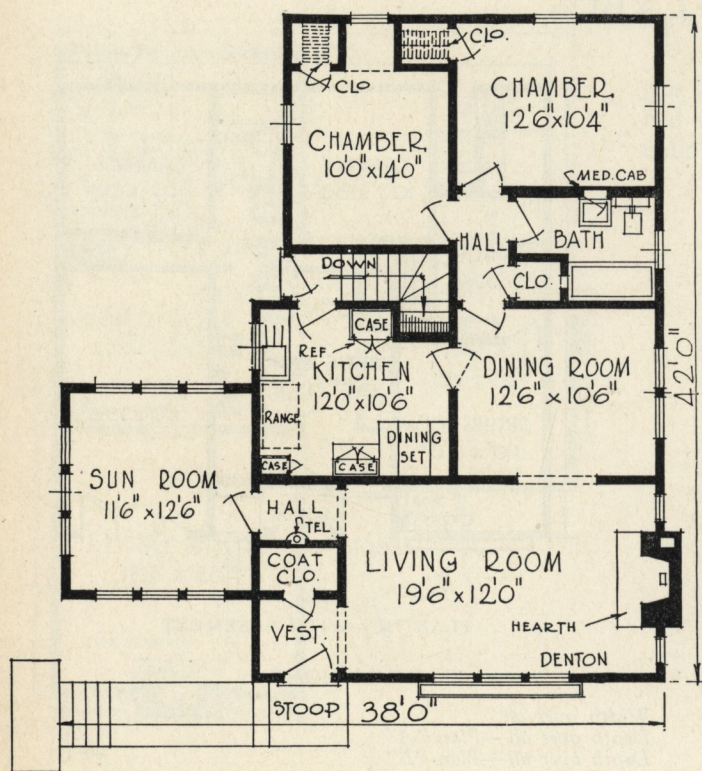 CLO.
CLO
CHAMBER
12'6"x10'4"
CHAMBER
10'0"x14'0"
MED. CAB
HALL
BATH
DOWN
CLO.
CASE
REF
KITCHEN
12'0"x10'6"
DINING ROOM
12'6"x10'6"
42'0"
RANGE
DINING
SET
CASE
CASE
SUN ROOM
11'6"x12'6"
HALL
TEL
COAT
CLO.
LIVING ROOM
19'6"x12'0"
HEARTH
VEST.
DENTON
STOOP
38'0"